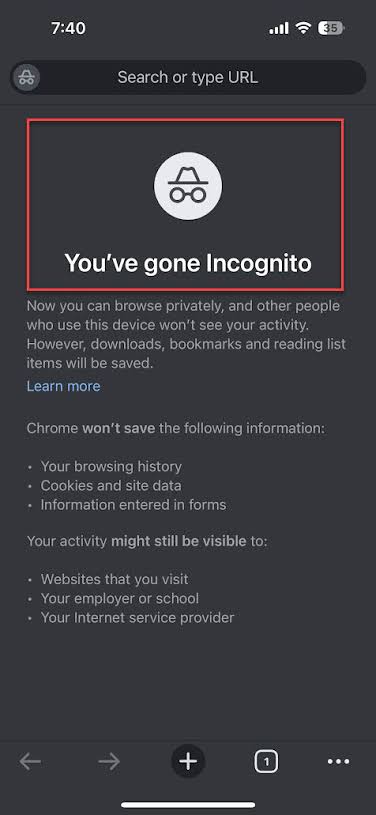 7:40
35
Search or type URL
You've gone Incognito
Now you can browse privately, and other people
who use this device won't see your activity.
However, downloads, bookmarks and reading list
items will be saved.
Learn more
Chrome won't save the following information:
• Your browsing history
• Cookies and site data
• Information entered in forms
Your activity might still be visible to:
• Websites that you visit
• Your employer or school
• Your Internet service provider
1